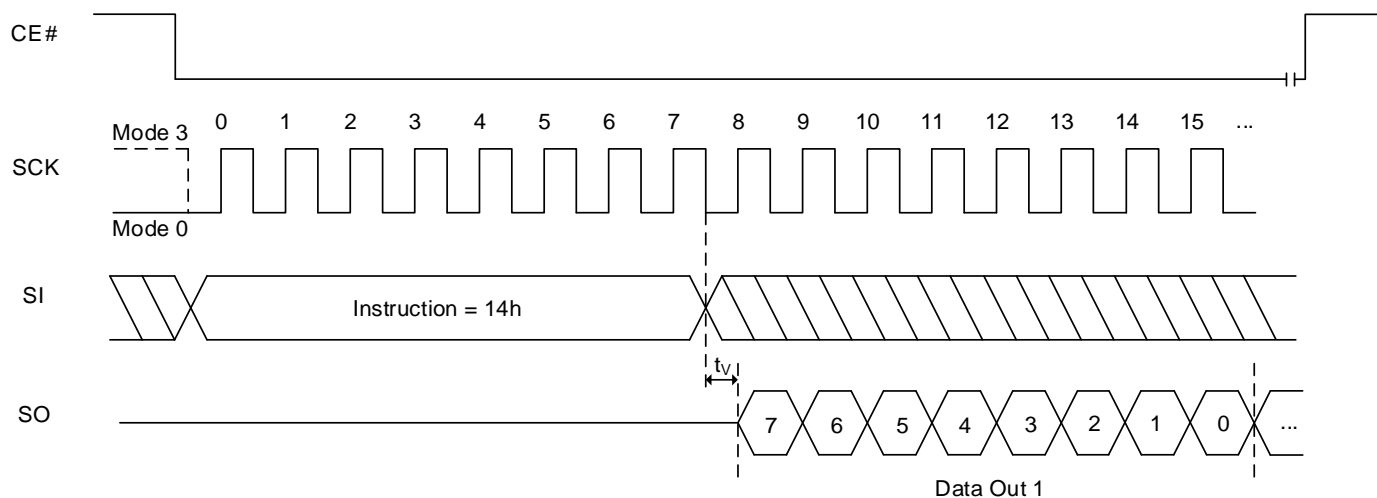 CE#
0 1 2 3 4 5 6 7 8 9 10 11 12 13 14 15 ...
Mode 3
SCK
Mode 0
SI
Instruction = 14h
tV
SO
7 6 5 4 3 2 1 0 ...
Data Out 1